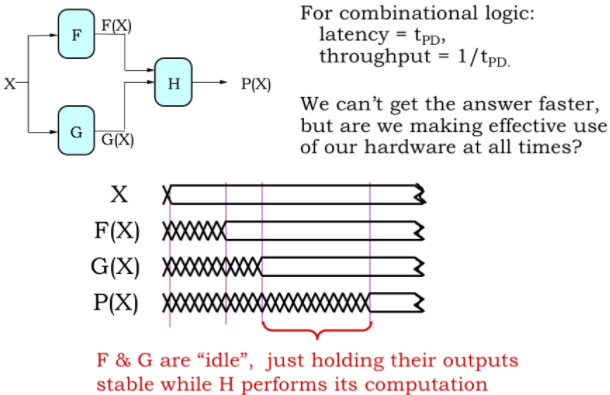 F
F(X)
X
H
P(X)
G
G(X)
For combinational logic:
latency = tPD,
throughput = 1/tPD.
We can't get the answer faster,
but are we making effective use
of our hardware at all times?
X
F(X)
G(X)
P(X)
F & G are "idle", just holding their outputs
stable while H performs its computation